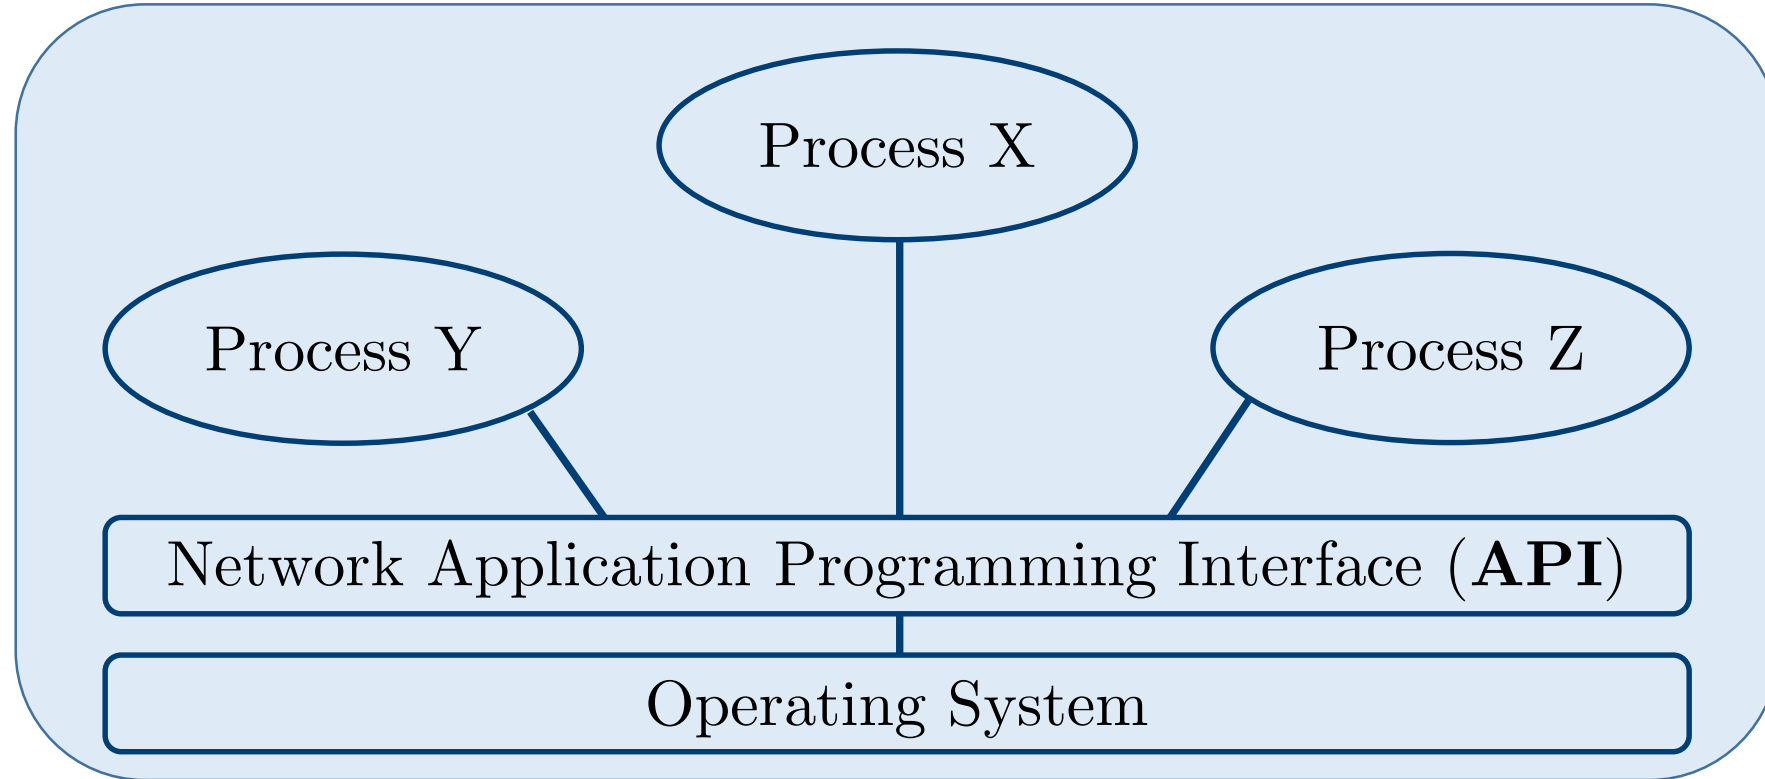 Process X
Process Y
Process Z
Network Application Programming Interface (API)
Operating System